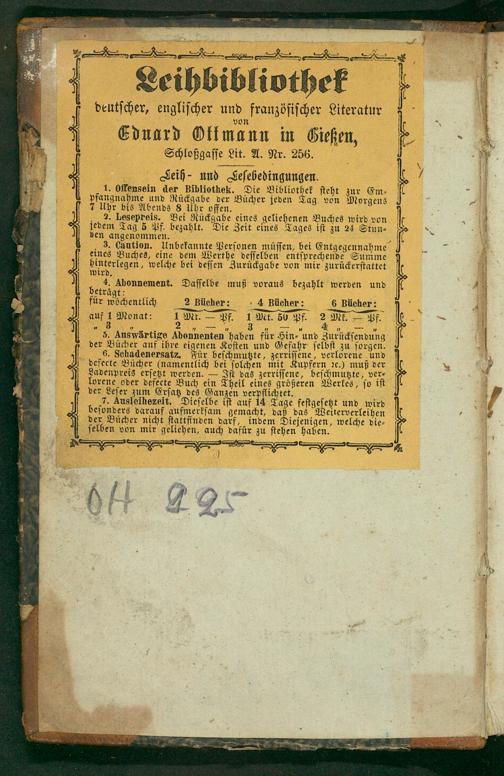 Leihbibliothek
deutscher, englischer und französischer Literatur
von
Eduard Ottmann in Gießen,
Schloßgasse Lit. A. Nr. 256.
Leih- und Lesebedingungen.
1. Offensein der Bibliothek. Die Bibliothek steht zur Em-
pfangnahme und Rückgabe der Bücher jeden Tag von Morgens
7 Uhr bis Abends 8 Uhr offen.
2. Lesepreis. Bei Rückgabe eines geliehenen Buches wird von
jedem Tag 5 Pf. bezahlt. Die Zeit eines Tages ist zu 24 Stun-
den angenommen.
3. Caution. Unbekannte Personen müssen, bei Entgegennahme
eines Buches, eine dem Werthe desselben entsprechende Summe
hinterlegen, welche bei dessen Zurückgabe von mir zurückerstattet
wird.
4. Abonnement. Dasselbe muß voraus bezahlt werden und
beträgt:
für wöchentlich 2 Bücher: 4 Bücher: 6 Bücher:
auf 1 Monat: 1 Mk. — Pf. 1 Mk. 50 Pf. 2 Mk. — Pf.
„ 3 „ 2 „ — „ 3 „ — „ 4 „ — „
5. Auswärtige Abonnenten haben für Hin- und Zurücksendung
der Bücher auf ihre eigenen Kosten und Gefahr selbst zu sorgen.
6. Schadenersatz. Für beschmutzte, zerrissene, verlorene und
defecte Bücher (namentlich bei solchen mit Kupfern ꝛc.) muß der
Ladenpreis ersetzt werden. — Ist das zerrissene, beschmutzte, ver-
lorene oder defecte Buch ein Theil eines größeren Werkes, so ist
der Leser zum Ersatz des Ganzen verpflichtet.
7. Ausleihezeit. Dieselbe ist auf 14 Tage festgesetzt und wird
besonders darauf aufmerksam gemacht, daß das Weiterverleihen
der Bücher nicht stattfinden darf, indem Diejenigen, welche die-
selben von mir geliehen, auch dafür zu stehen haben.
OH 225